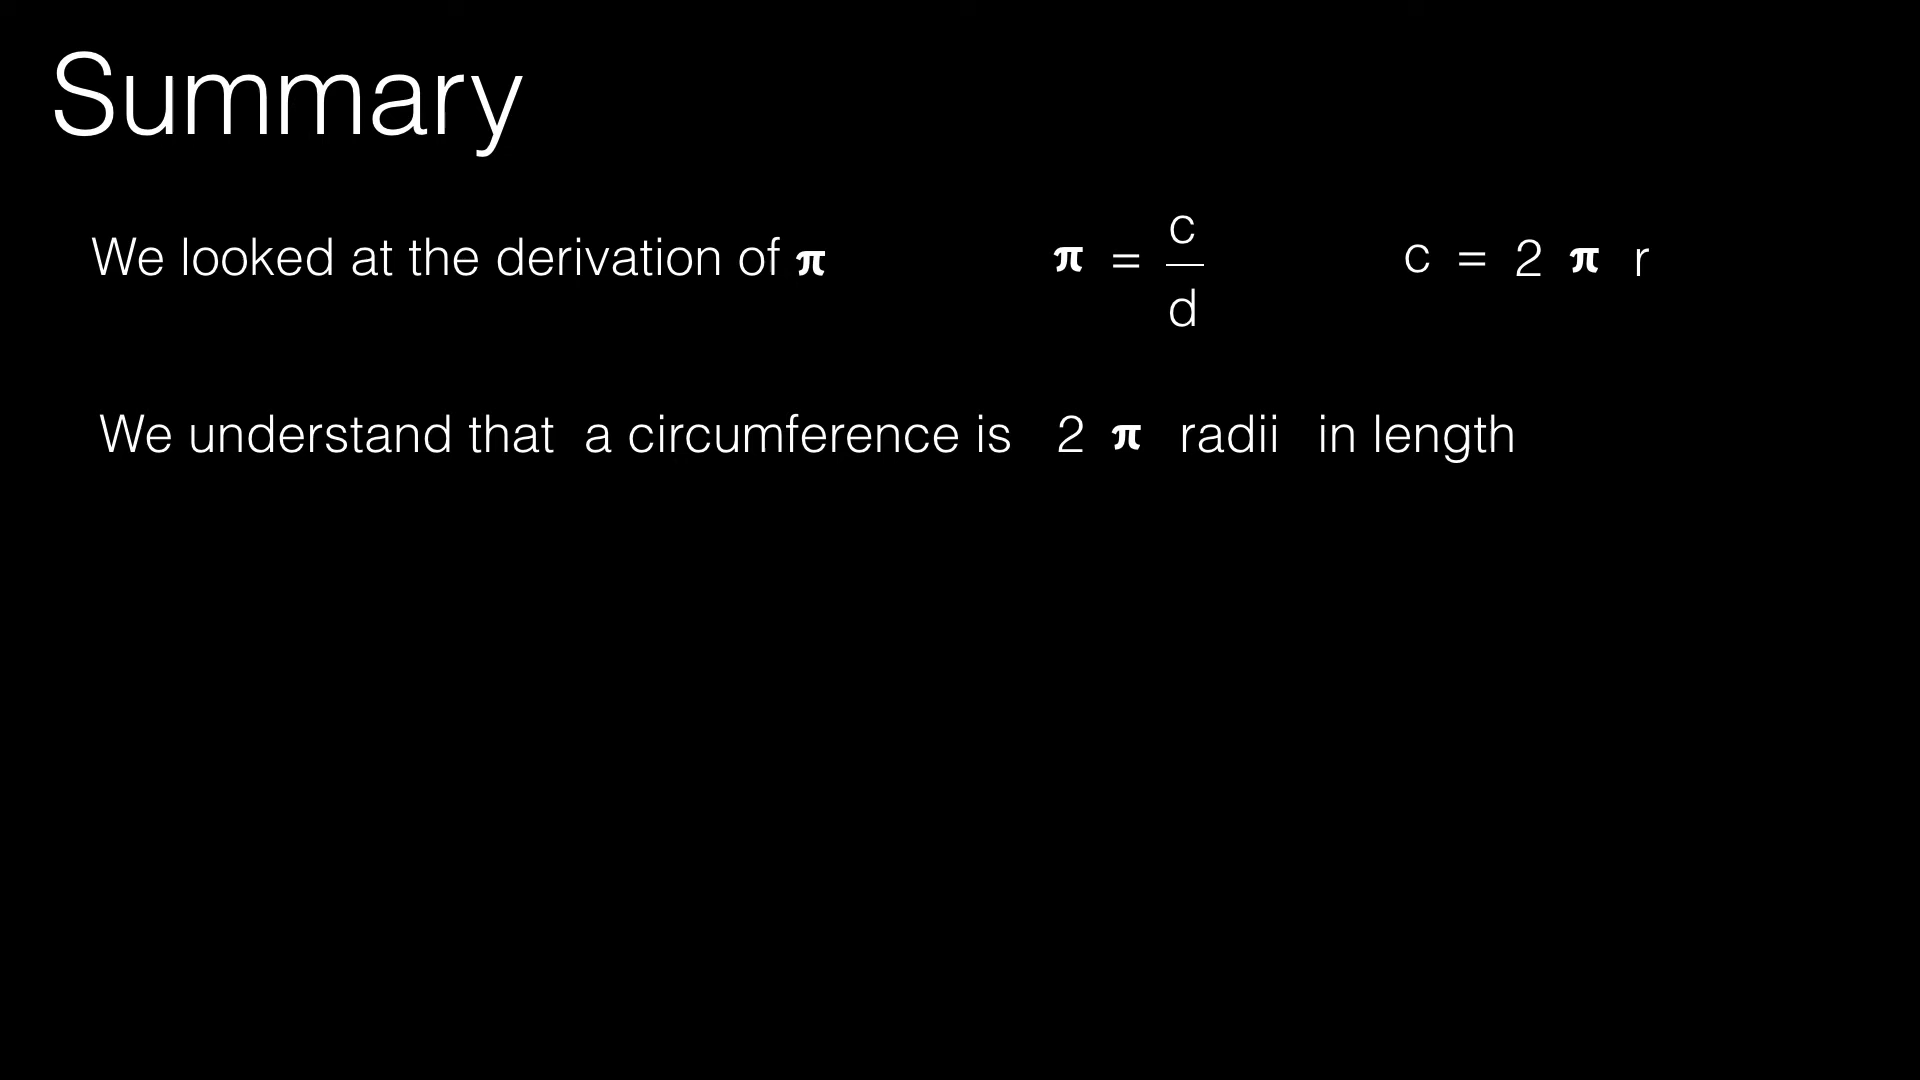 Summary
We looked at the derivation of π π = c/d c = 2 π r
We understand that a circumference is 2 π radii in length